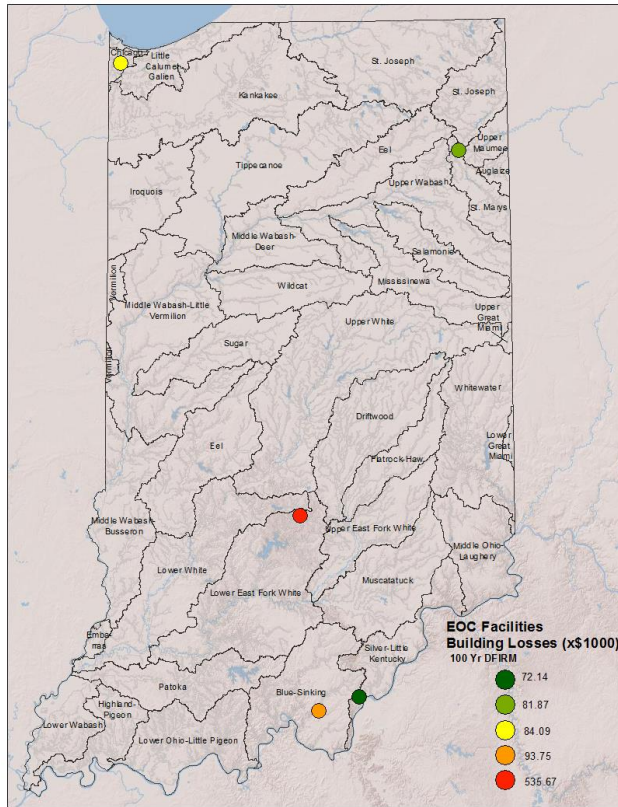 Chicago
Little
Calumet-
Galien
St. Joseph
St. Joseph
Kankakee
Upper
Maumee
Eel
Tippecanoe
Auglaize
Upper Wabash
Iroquois
St. Marys
Middle Wabash-
Deer
Salamonie
Vermilion
Wildcat
Mississinewa
Middle Wabash-Little
Vermilion
Upper
Great
Miami
Upper White
Sugar
Vermilion
Whitewater
Driftwood
Eel
Lower
Great
Miami
Flatrock-Haw
Middle Wabash-
Busseron
Upper East Fork White
Middle Ohio-
Laughery
Lower White
Muscatatuck
Lower East Fork White
Embar-
ras
Silver-Little
Kentucky
Patoka
Blue-Sinking
Highland-
Pigeon
Lower Wabash
Lower Ohio-Little Pigeon
EOC Facilities
Building Losses (x$1000)
100 Yr DFIRM
72.14
81.87
84.09
93.75
535.67